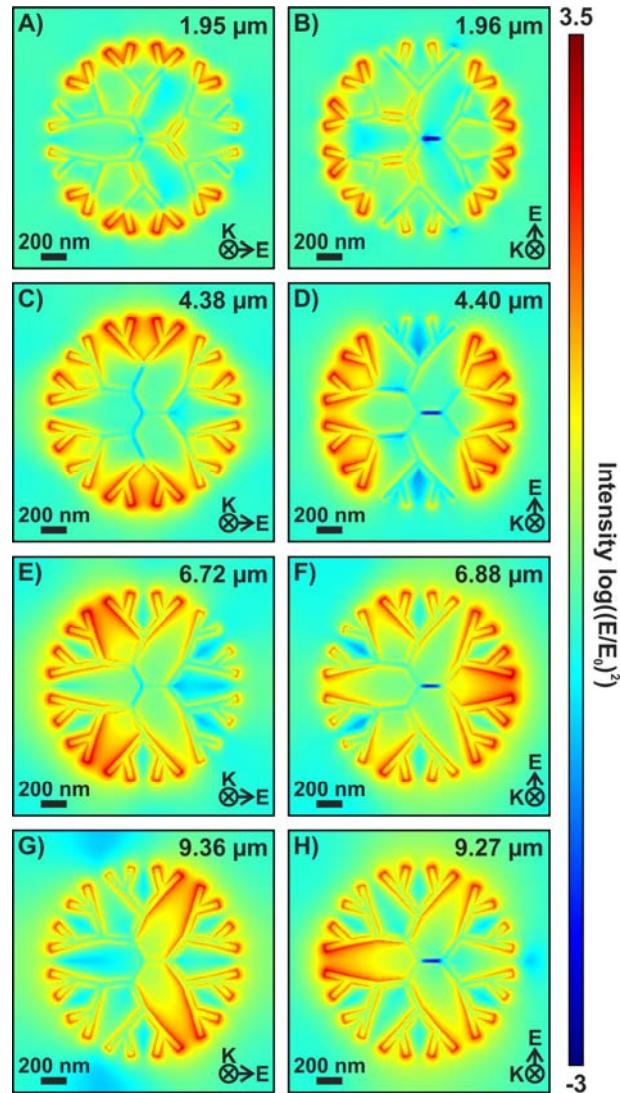 3.5
A) 1.95 µm
B) 1.96 µm
200 nm
K
E
200 nm
E
K
C) 4.38 µm
D) 4.40 µm
200 nm
K
E
200 nm
E
K
E) 6.72 µm
F) 6.88 µm
200 nm
K
E
200 nm
E
K
G) 9.36 µm
H) 9.27 µm
200 nm
K
E
200 nm
E
K
Intensity log((E/E₀)²)
-3